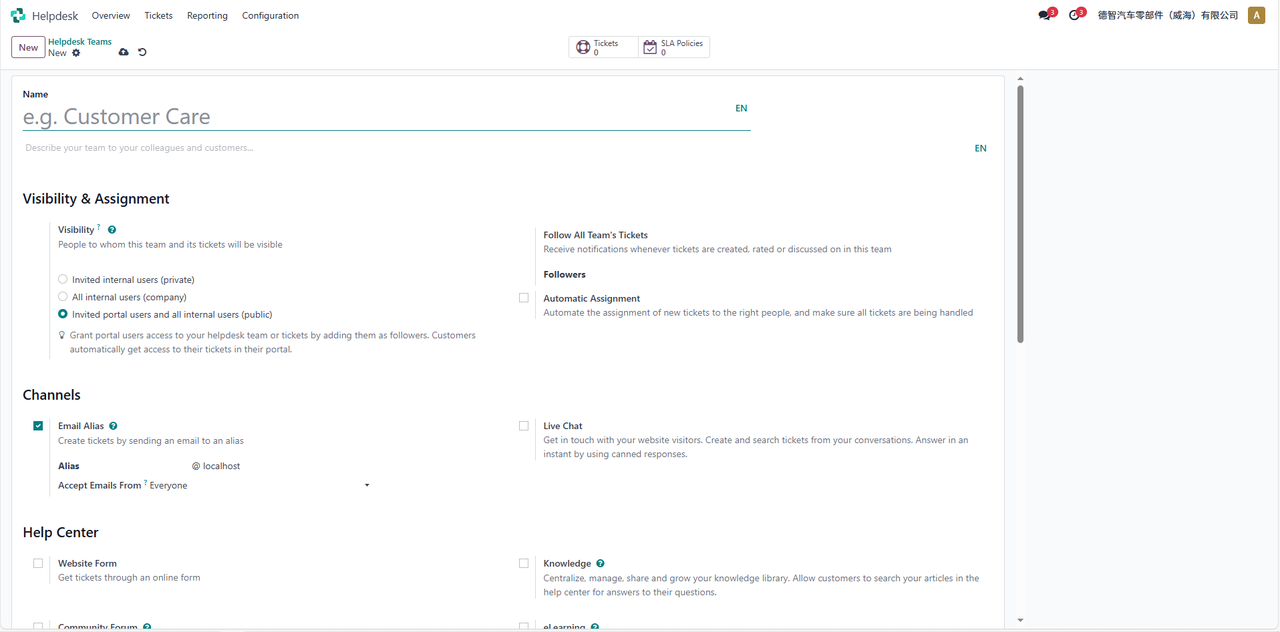 Helpdesk Overview Tickets Reporting Configuration 3 3 德智汽车零部件（威海）有限公司 A
New Helpdesk Teams Tickets SLA Policies
New 0 0
Name
e.g. Customer Care EN
Describe your team to your colleagues and customers... EN
Visibility & Assignment
Visibility ? ?
People to whom this team and its tickets will be visible
Invited internal users (private)
All internal users (company)
Invited portal users and all internal users (public)
Grant portal users access to your helpdesk team or tickets by adding them as followers. Customers
automatically get access to their tickets in their portal.
Follow All Team's Tickets
Receive notifications whenever tickets are created, rated or discussed on in this team
Followers
Automatic Assignment
Automate the assignment of new tickets to the right people, and make sure all tickets are being handled
Channels
Email Alias ?
Create tickets by sending an email to an alias
Alias @ localhost
Accept Emails From ? Everyone
Live Chat
Get in touch with your website visitors. Create and search tickets from your conversations. Answer in an
instant by using canned responses.
Help Center
Website Form
Get tickets through an online form
Knowledge ?
Centralize, manage, share and grow your knowledge library. Allow customers to search your articles in the
help center for answers to their questions.
Community Forum ?
eLearning ?